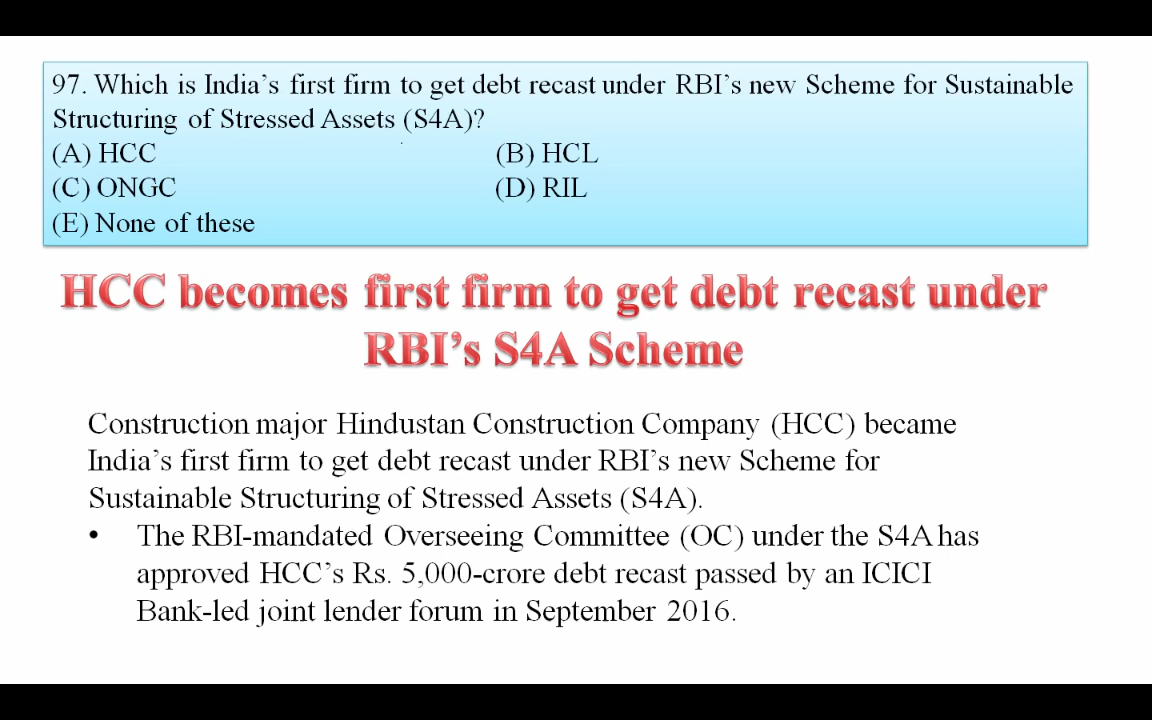 97. Which is India’s first firm to get debt recast under RBI’s new Scheme for Sustainable
Structuring of Stressed Assets (S4A)?
(A) HCC (B) HCL
(C) ONGC (D) RIL
(E) None of these
HCC becomes first firm to get debt recast under
RBI’s S4A Scheme
Construction major Hindustan Construction Company (HCC) became
India’s first firm to get debt recast under RBI’s new Scheme for
Sustainable Structuring of Stressed Assets (S4A).
• The RBI-mandated Overseeing Committee (OC) under the S4A has
approved HCC’s Rs. 5,000-crore debt recast passed by an ICICI
Bank-led joint lender forum in September 2016.